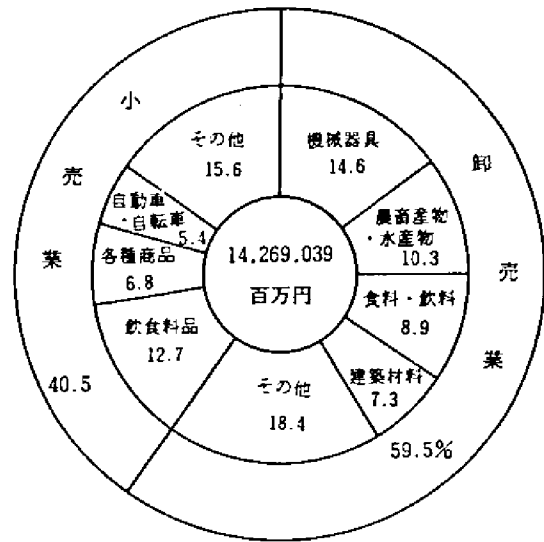 小売業
40.5
卸売業
59.5%
14,269,039
百万円
機械器具
14.6
農畜産物
・水産物
10.3
食料・飲料
8.9
建築材料
7.3
その他
18.4
飲食料品
12.7
各種商品
6.8
自動車
・自転車
5.4
その他
15.6